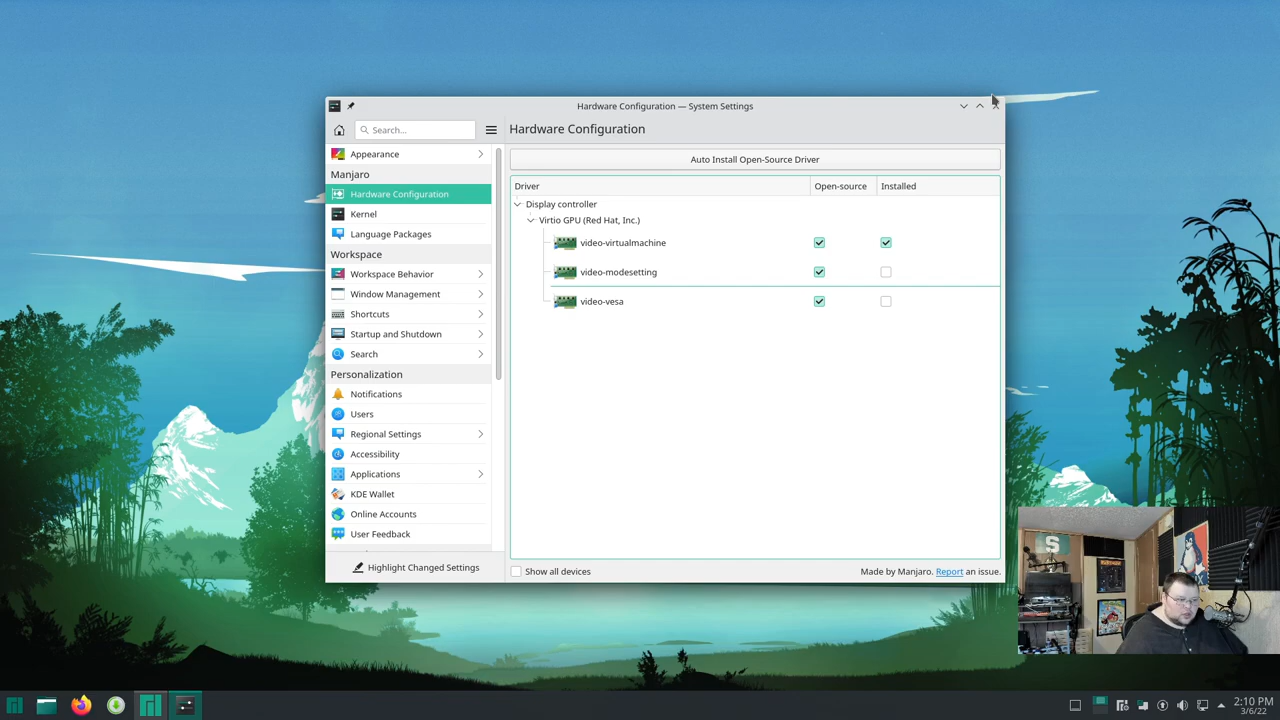 Hardware Configuration — System Settings
Search...
Hardware Configuration
Appearance
Manjaro
Hardware Configuration
Kernel
Language Packages
Workspace
Workspace Behavior
Window Management
Shortcuts
Startup and Shutdown
Search
Personalization
Notifications
Users
Regional Settings
Accessibility
Applications
KDE Wallet
Online Accounts
User Feedback
Highlight Changed Settings
Auto Install Open-Source Driver
Driver Open-source Installed
Display controller
Virtio GPU (Red Hat, Inc.)
video-virtualmachine
video-modesetting
video-vesa
Show all devices
Made by Manjaro. Report an issue.
2:10 PM
3/6/22